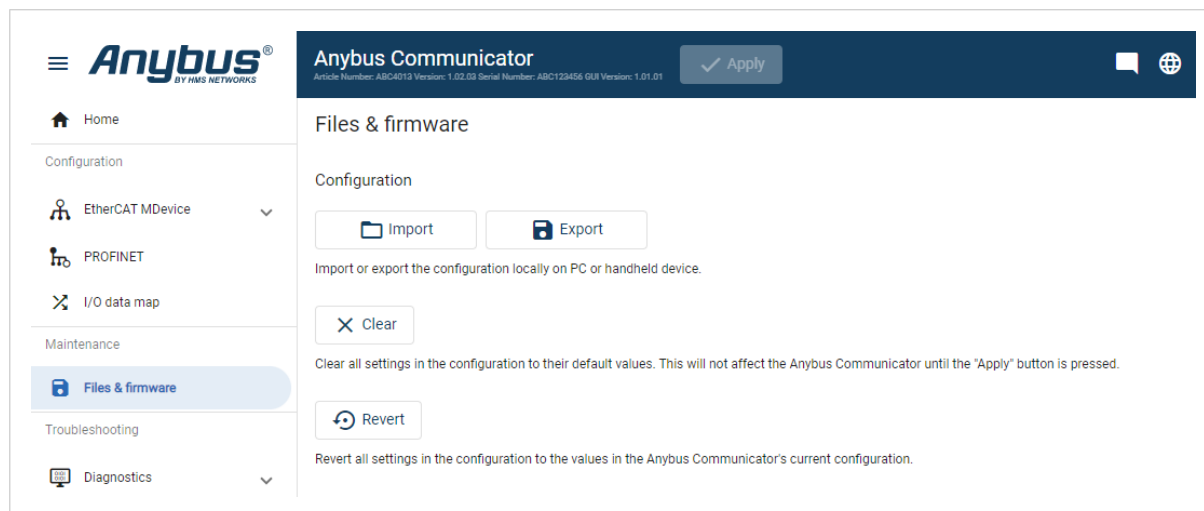 Anybus®
BY HMS NETWORKS
Anybus Communicator
Article Number: ABC4013 Version: 1.02.03 Serial Number: ABC123456 GUI Version: 1.01.01
Apply
Home
Configuration
EtherCAT MDevice
PROFINET
I/O data map
Maintenance
Files & firmware
Troubleshooting
Diagnostics
Files & firmware
Configuration
Import Export
Import or export the configuration locally on PC or handheld device.
Clear
Clear all settings in the configuration to their default values. This will not affect the Anybus Communicator until the "Apply" button is pressed.
Revert
Revert all settings in the configuration to the values in the Anybus Communicator's current configuration.